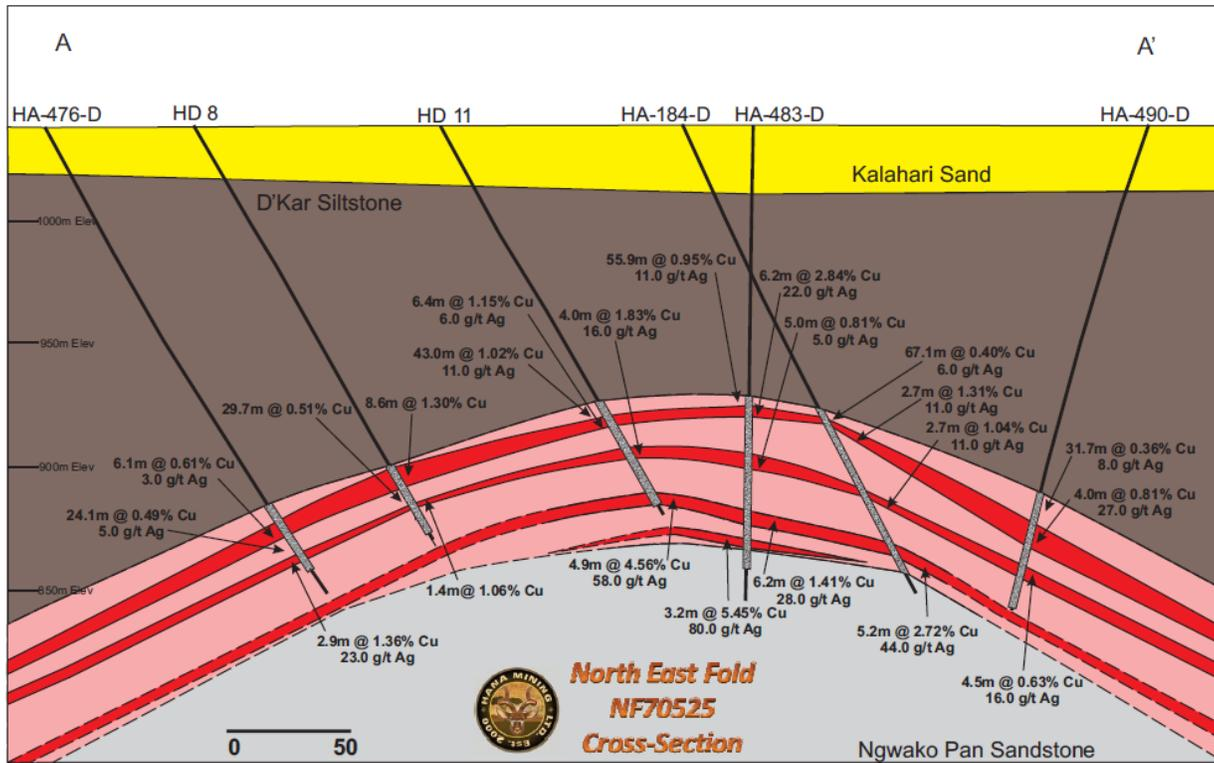 A
A'
HA-476-D
HD 8
HD 11
HA-184-D
HA-483-D
HA-490-D
Kalahari Sand
D'Kar Siltstone
1000m Elev
55.9m @ 0.95% Cu
11.0 g/t Ag
6.2m @ 2.84% Cu
22.0 g/t Ag
6.4m @ 1.15% Cu
6.0 g/t Ag
4.0m @ 1.83% Cu
16.0 g/t Ag
5.0m @ 0.81% Cu
5.0 g/t Ag
950m Elev
43.0m @ 1.02% Cu
11.0 g/t Ag
67.1m @ 0.40% Cu
6.0 g/t Ag
2.7m @ 1.31% Cu
11.0 g/t Ag
29.7m @ 0.51% Cu
8.6m @ 1.30% Cu
2.7m @ 1.04% Cu
11.0 g/t Ag
31.7m @ 0.36% Cu
8.0 g/t Ag
900m Elev
6.1m @ 0.61% Cu
3.0 g/t Ag
4.0m @ 0.81% Cu
27.0 g/t Ag
24.1m @ 0.49% Cu
5.0 g/t Ag
850m Elev
1.4m@ 1.06% Cu
4.9m @ 4.56% Cu
58.0 g/t Ag
6.2m @ 1.41% Cu
28.0 g/t Ag
3.2m @ 5.45% Cu
80.0 g/t Ag
2.9m @ 1.36% Cu
23.0 g/t Ag
5.2m @ 2.72% Cu
44.0 g/t Ag
4.5m @ 0.63% Cu
16.0 g/t Ag
HANA MINING LTD. EST. 2000
North East Fold
NF70525
Cross-Section
0 50
Ngwako Pan Sandstone